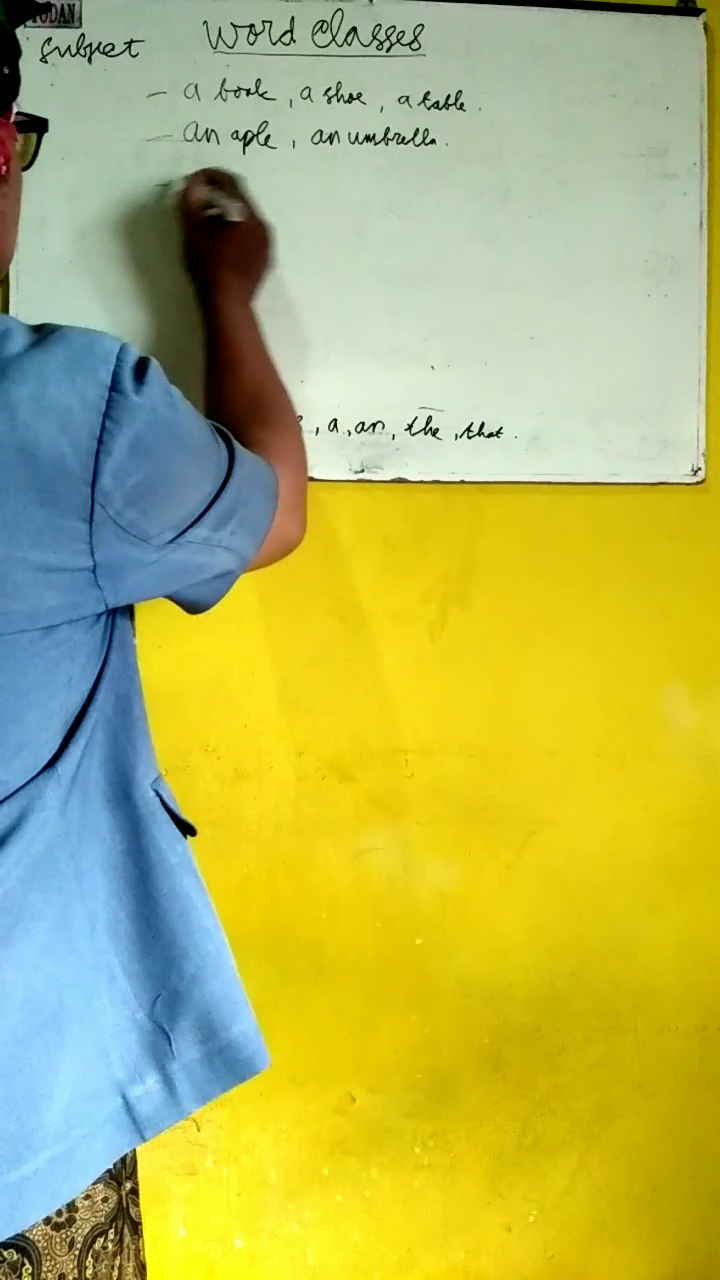 subject
Word Classes
- a book, a shoe, a table.
- an aple, an umbrella.
-
, a, an, the, that.